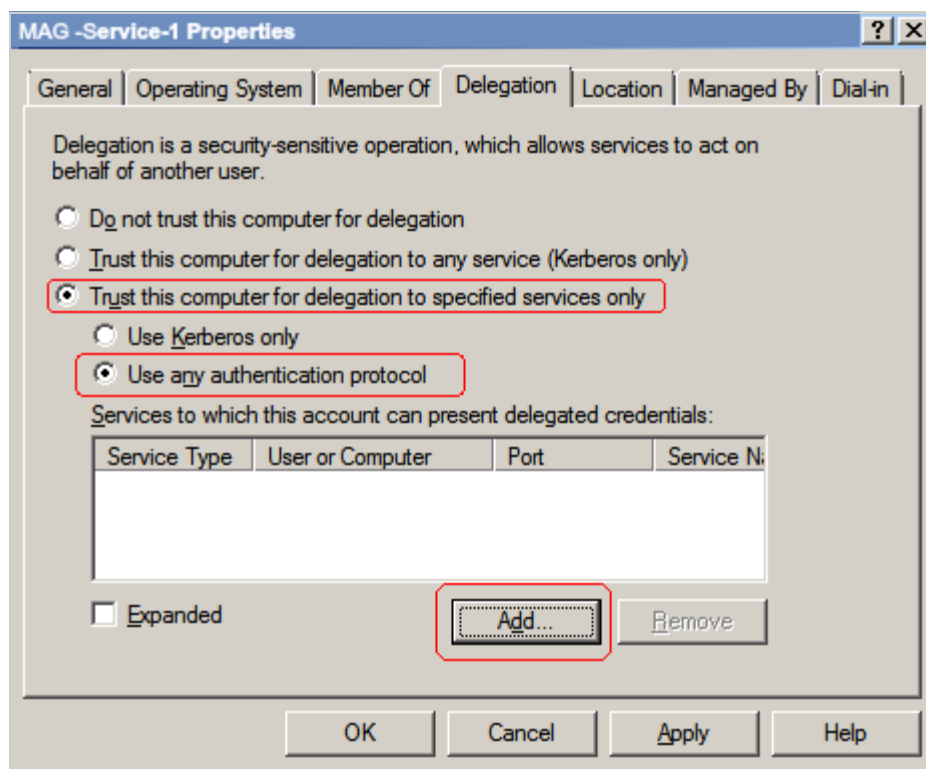 MAG -Service-1 Properties
General Operating System Member Of Delegation Location Managed By Dial-in
Delegation is a security-sensitive operation, which allows services to act on
behalf of another user.
Do not trust this computer for delegation
Trust this computer for delegation to any service (Kerberos only)
Trust this computer for delegation to specified services only
Use Kerberos only
Use any authentication protocol
Services to which this account can present delegated credentials:
Service Type User or Computer Port Service Na
Expanded Add... Remove
OK Cancel Apply Help